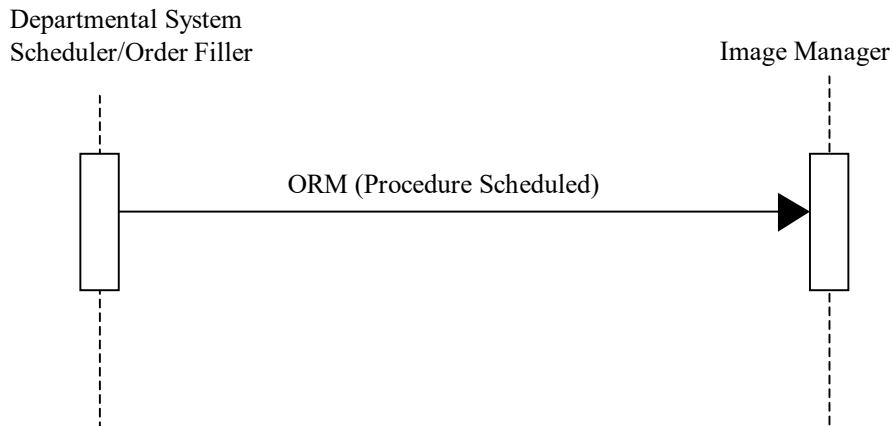 Departmental System
Scheduler/Order Filler
Image Manager
ORM (Procedure Scheduled)